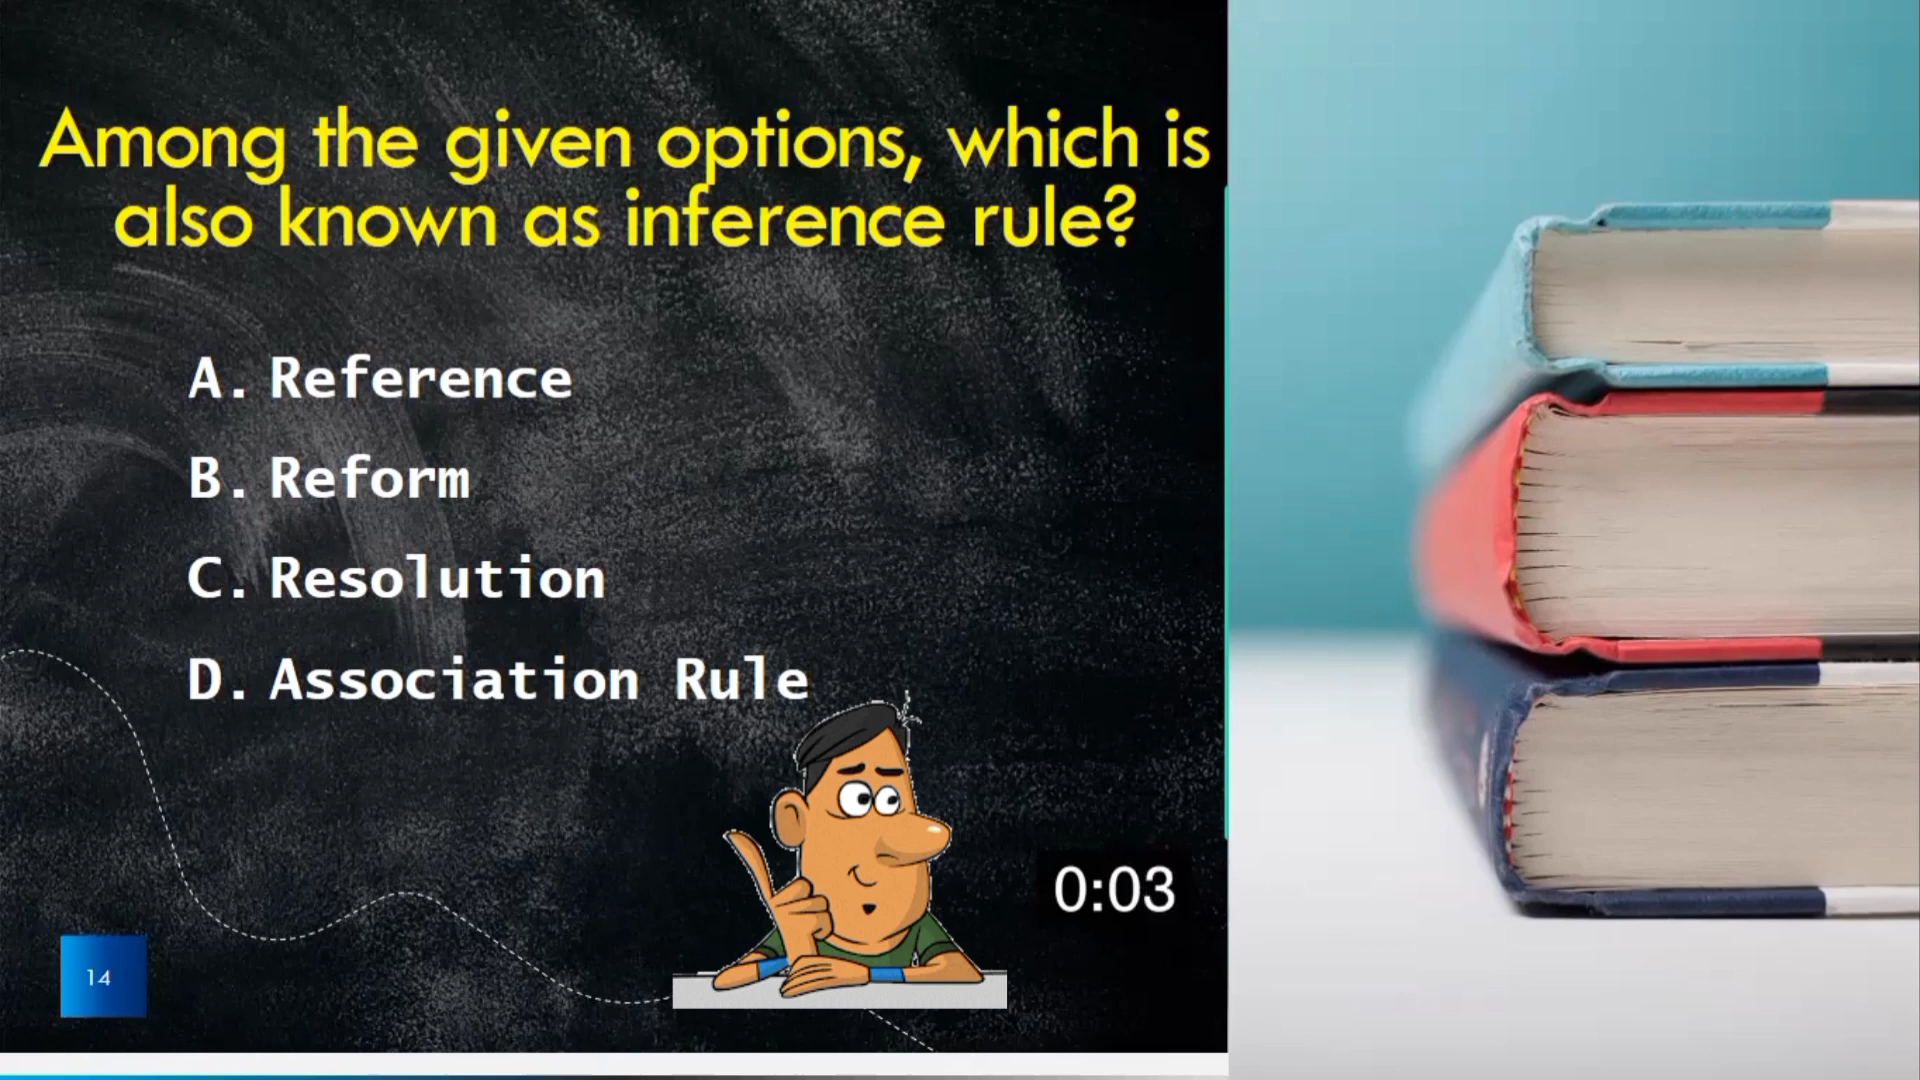 Among the given options, which is
also known as inference rule?
A. Reference
B. Reform
C. Resolution
D. Association Rule
0:03
14